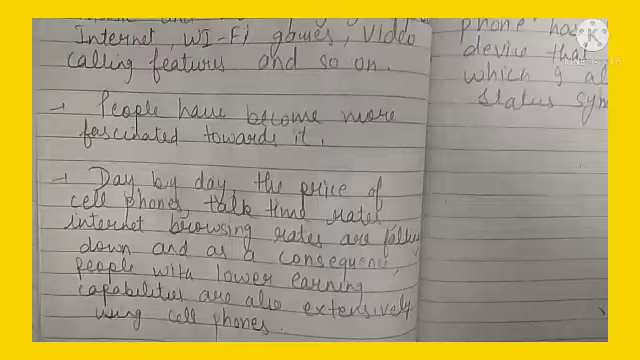 Internet, WI-Fi games, Video
calling features and so on.
→ People have become more
fascinated towards it.
→ Day by day, the price of
cell phones, talk time rates
internet browsing rates are falling
down and as a consequence,
people with lower earning
capabilities are also extensively
using cell phones.
phone has
device that
which
status sym